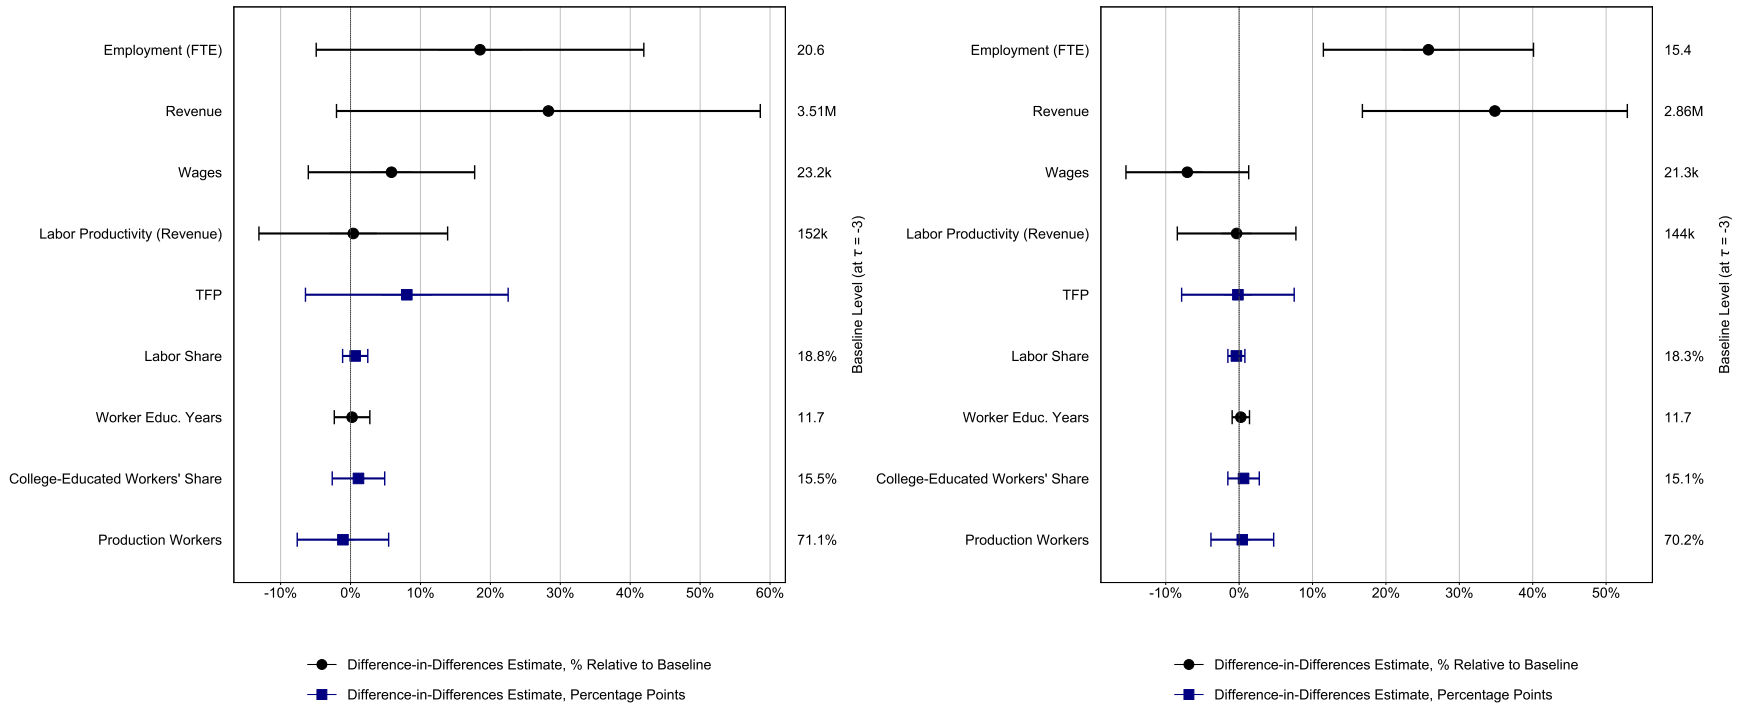 Employment (FTE) 20.6
Revenue 3.51M
Wages 23.2k
Labor Productivity (Revenue) 152k
TFP
Labor Share 18.8%
Worker Educ. Years 11.7
College-Educated Workers' Share 15.5%
Production Workers 71.1%
Baseline Level (at τ = -3)
-10% 0% 10% 20% 30% 40% 50% 60%
Difference-in-Differences Estimate, % Relative to Baseline
Difference-in-Differences Estimate, Percentage Points
Employment (FTE) 15.4
Revenue 2.86M
Wages 21.3k
Labor Productivity (Revenue) 144k
TFP
Labor Share 18.3%
Worker Educ. Years 11.7
College-Educated Workers' Share 15.1%
Production Workers 70.2%
Baseline Level (at τ = -3)
-10% 0% 10% 20% 30% 40% 50%
Difference-in-Differences Estimate, % Relative to Baseline
Difference-in-Differences Estimate, Percentage Points